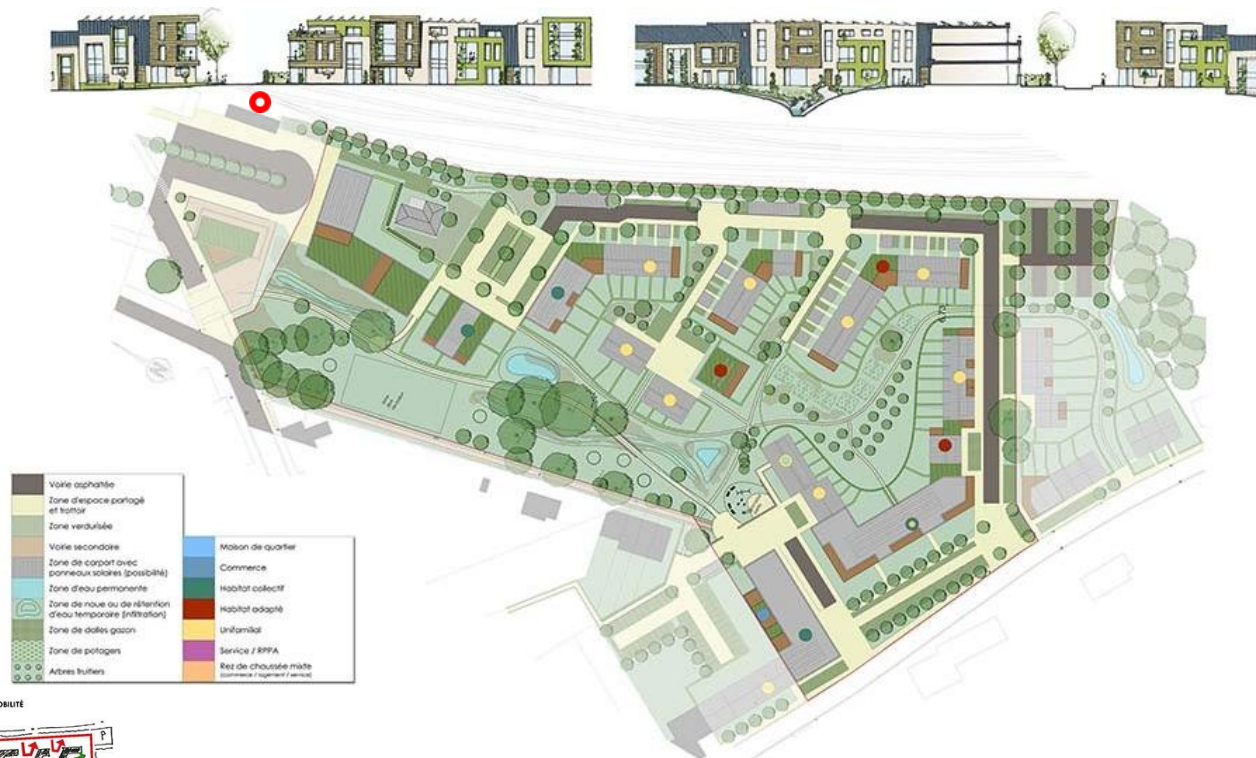 Voirie asphaltée
Zone d'espace partagé
et trottoir
Zone verdurisée
Voirie secondaire
Zone de carport avec
panneaux solaires (possibilité)
Zone d'eau permanente
Zone de noue ou de rétention
d'eau temporaire (infiltration)
Zone de dalles gazon
Zone de potagers
Arbres fruitiers
Maison de quartier
Commerce
Habitat collectif
Habitat adapté
Unifamilial
Service / RPPA
Rez de chaussée mixte
(commerce / logement / service)
OBILITÉ
P